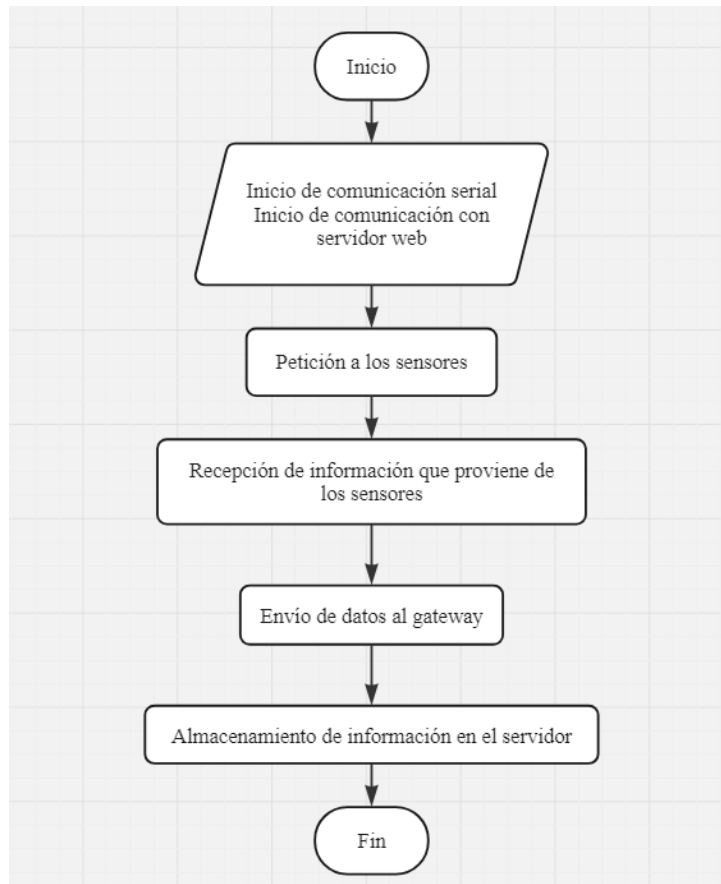 Inicio
Inicio de comunicación serial
Inicio de comunicación con
servidor web
Petición a los sensores
Recepción de información que proviene de
los sensores
Envío de datos al gateway
Almacenamiento de información en el servidor
Fin